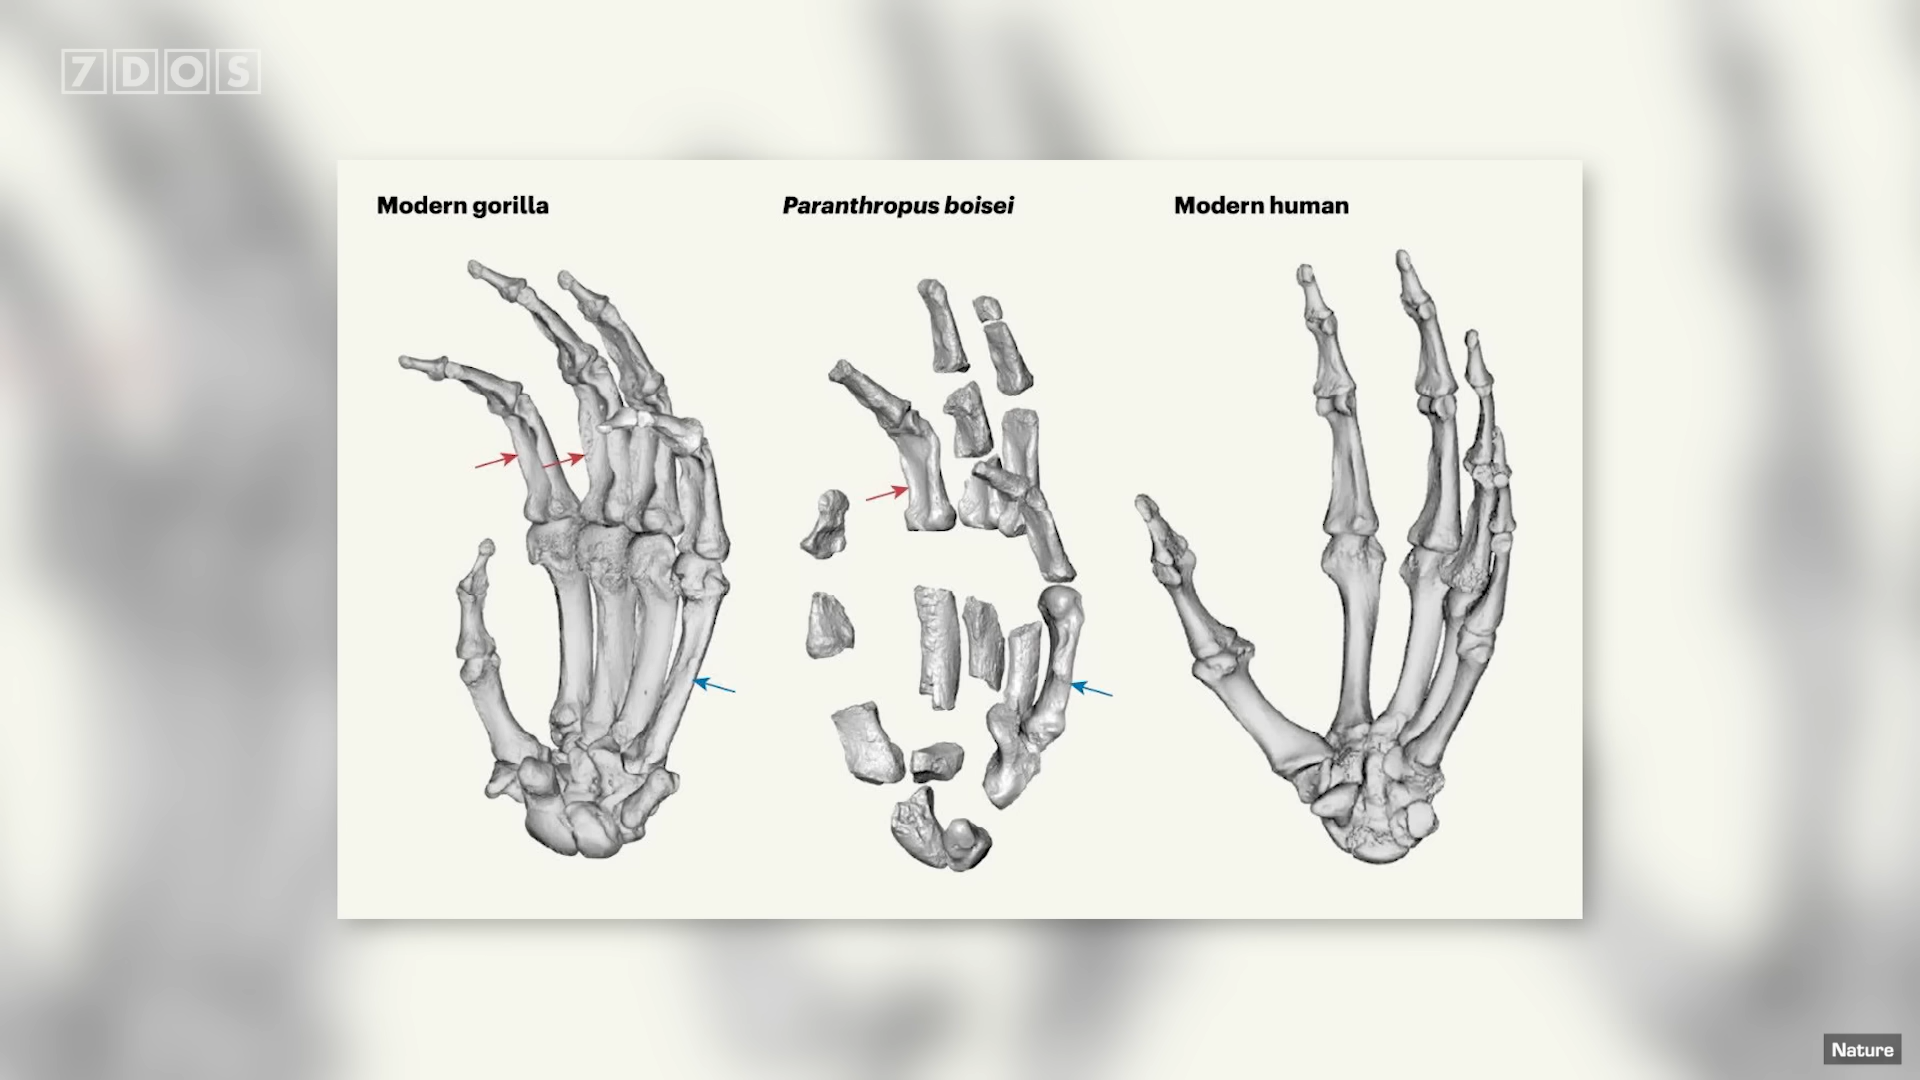 7DOS
Modern gorilla
Paranthropus boisei
Modern human
Nature